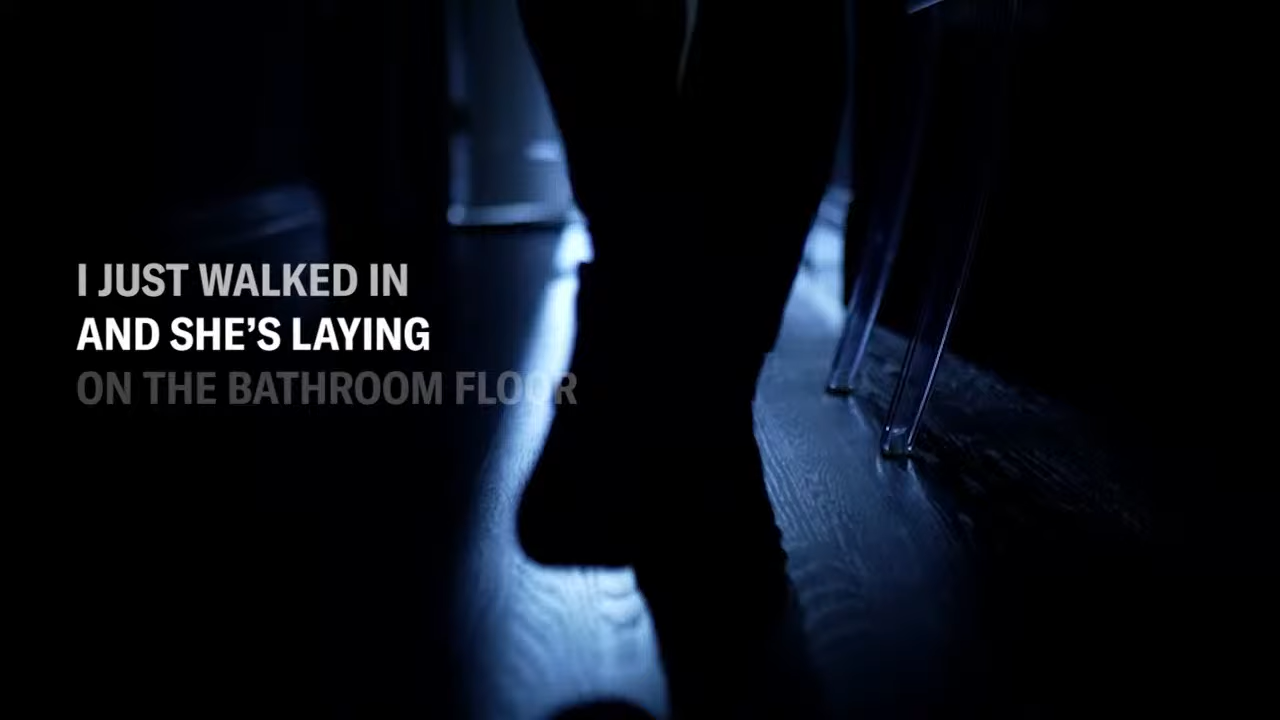 I JUST WALKED IN
AND SHE’S LAYING
ON THE BATHROOM FLOOR